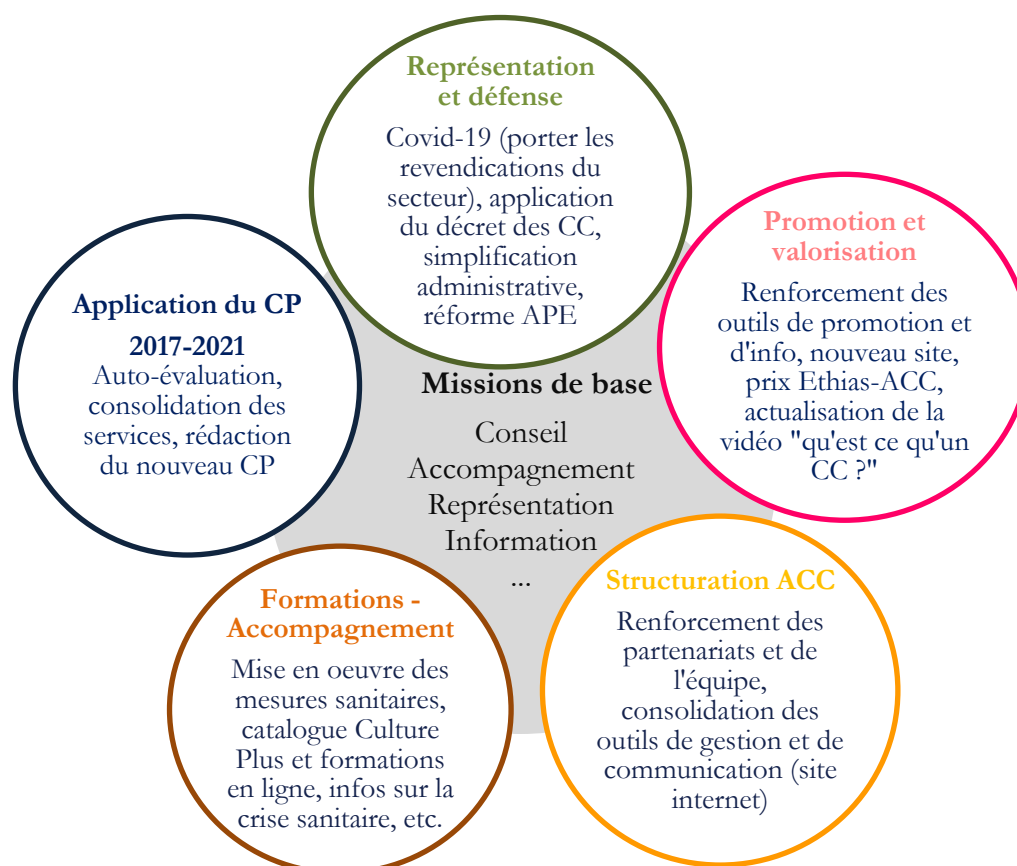 Représentation
et défense
Covid-19 (porter les
revendications du
secteur), application
du décret des CC,
simplification
administrative,
réforme APE
Promotion et
valorisation
Renforcement des
outils de promotion et
d'info, nouveau site,
prix Ethias-ACC,
actualisation de la
vidéo "qu'est ce qu'un
CC ?"
Structuration ACC
Renforcement des
partenariats et de
l'équipe,
consolidation des
outils de gestion et de
communication (site
internet)
Formations -
Accompagnement
Mise en oeuvre des
mesures sanitaires,
catalogue Culture
Plus et formations
en ligne, infos sur la
crise sanitaire, etc.
Application du CP
2017-2021
Auto-évaluation,
consolidation des
services, rédaction
du nouveau CP
Missions de base
Conseil
Accompagnement
Représentation
Information
...